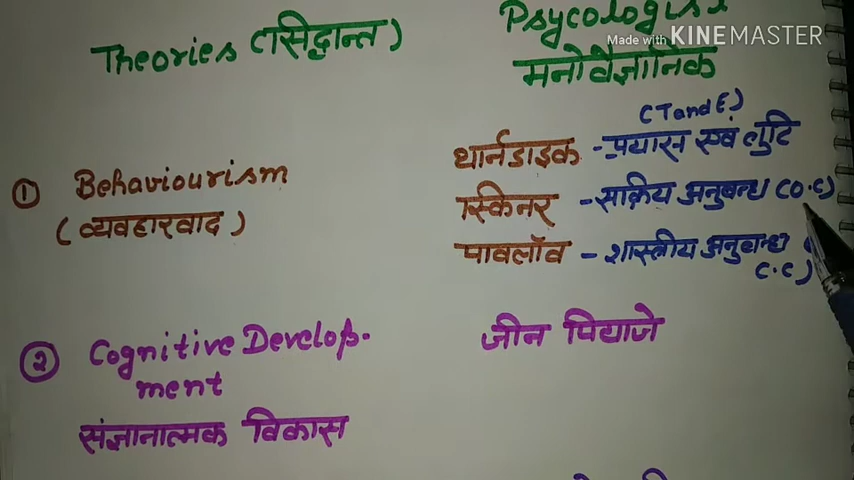 Psycologist
Made with KINEMASTER
Theories (सिद्धान्त)
मनोवैज्ञानिक
(T and E)
थार्नडाइक - प्रयास एवं त्रुटि
① Behaviourism
(व्यवहारवाद)
स्किनर - सक्रिय अनुबन्ध (O.C)
पावलॉव - शास्त्रीय अनुबन्ध (
C.C)
② Cognitive Develop-
ment
संज्ञानात्मक विकास
जीन पियाजे